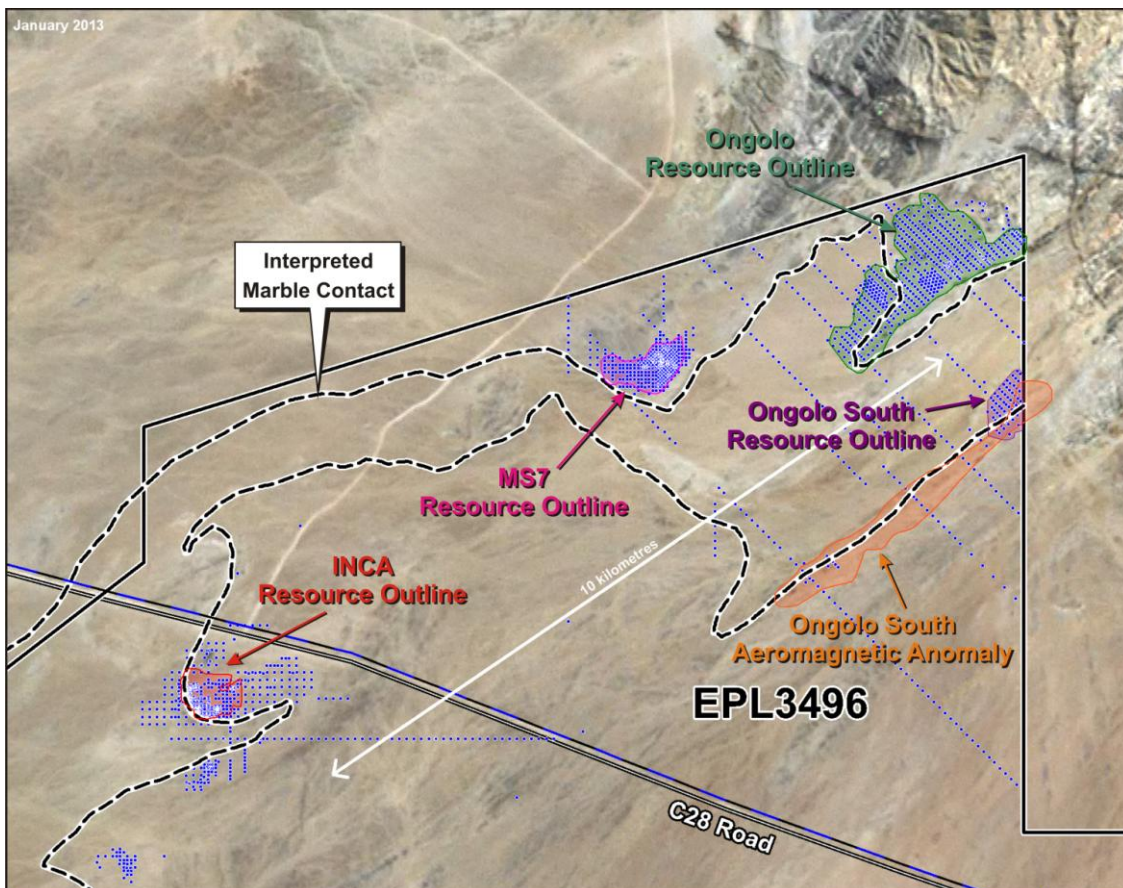 January 2013
Ongolo
Resource Outline
Interpreted
Marble Contact
Ongolo South
Resource Outline
MS7
Resource Outline
10 kilometres
INCA
Resource Outline
Ongolo South
Aeromagnetic Anomaly
EPL3496
C28 Road